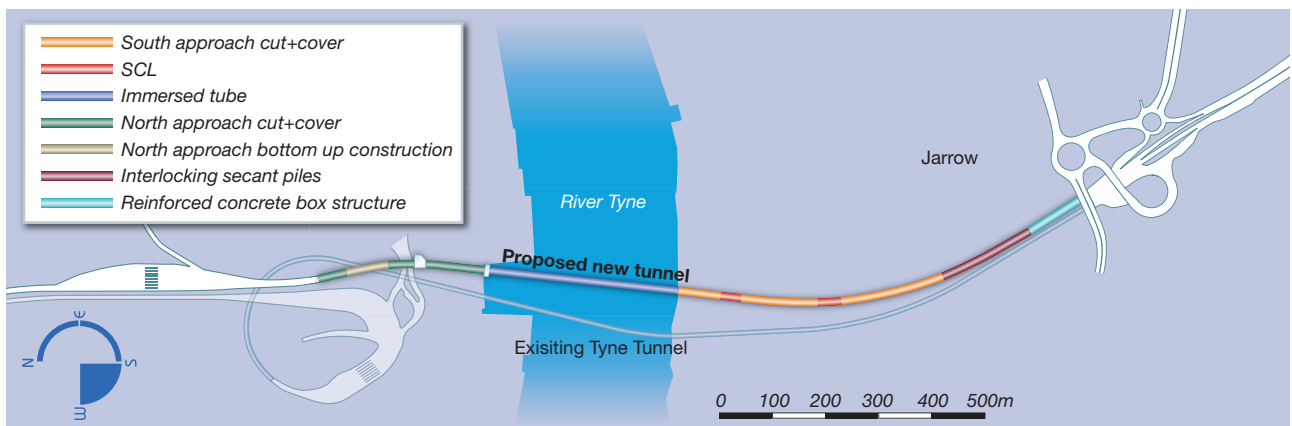 South approach cut+cover
SCL
Immersed tube
North approach cut+cover
North approach bottom up construction
Interlocking secant piles
Reinforced concrete box structure
Jarrow
River Tyne
Proposed new tunnel
Exisiting Tyne Tunnel
N
E
S
W
0 100 200 300 400 500m